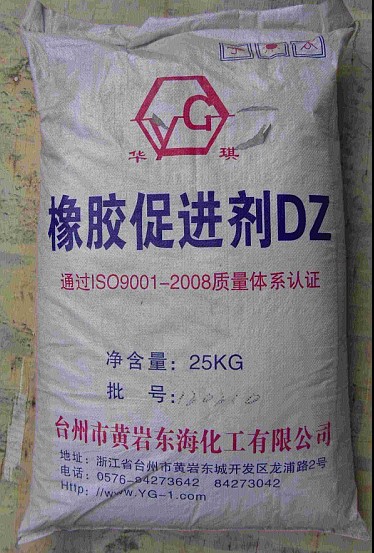 YG
华琪
橡胶促进剂DZ
通过ISO9001-2008质量体系认证
净含量：25KG
批　号：
台州市黄岩东海化工有限公司
地址：浙江省台州市黄岩东城开发区龙浦路2号
电话：0576-84273642　84273042
Http：//www.YG-1.com